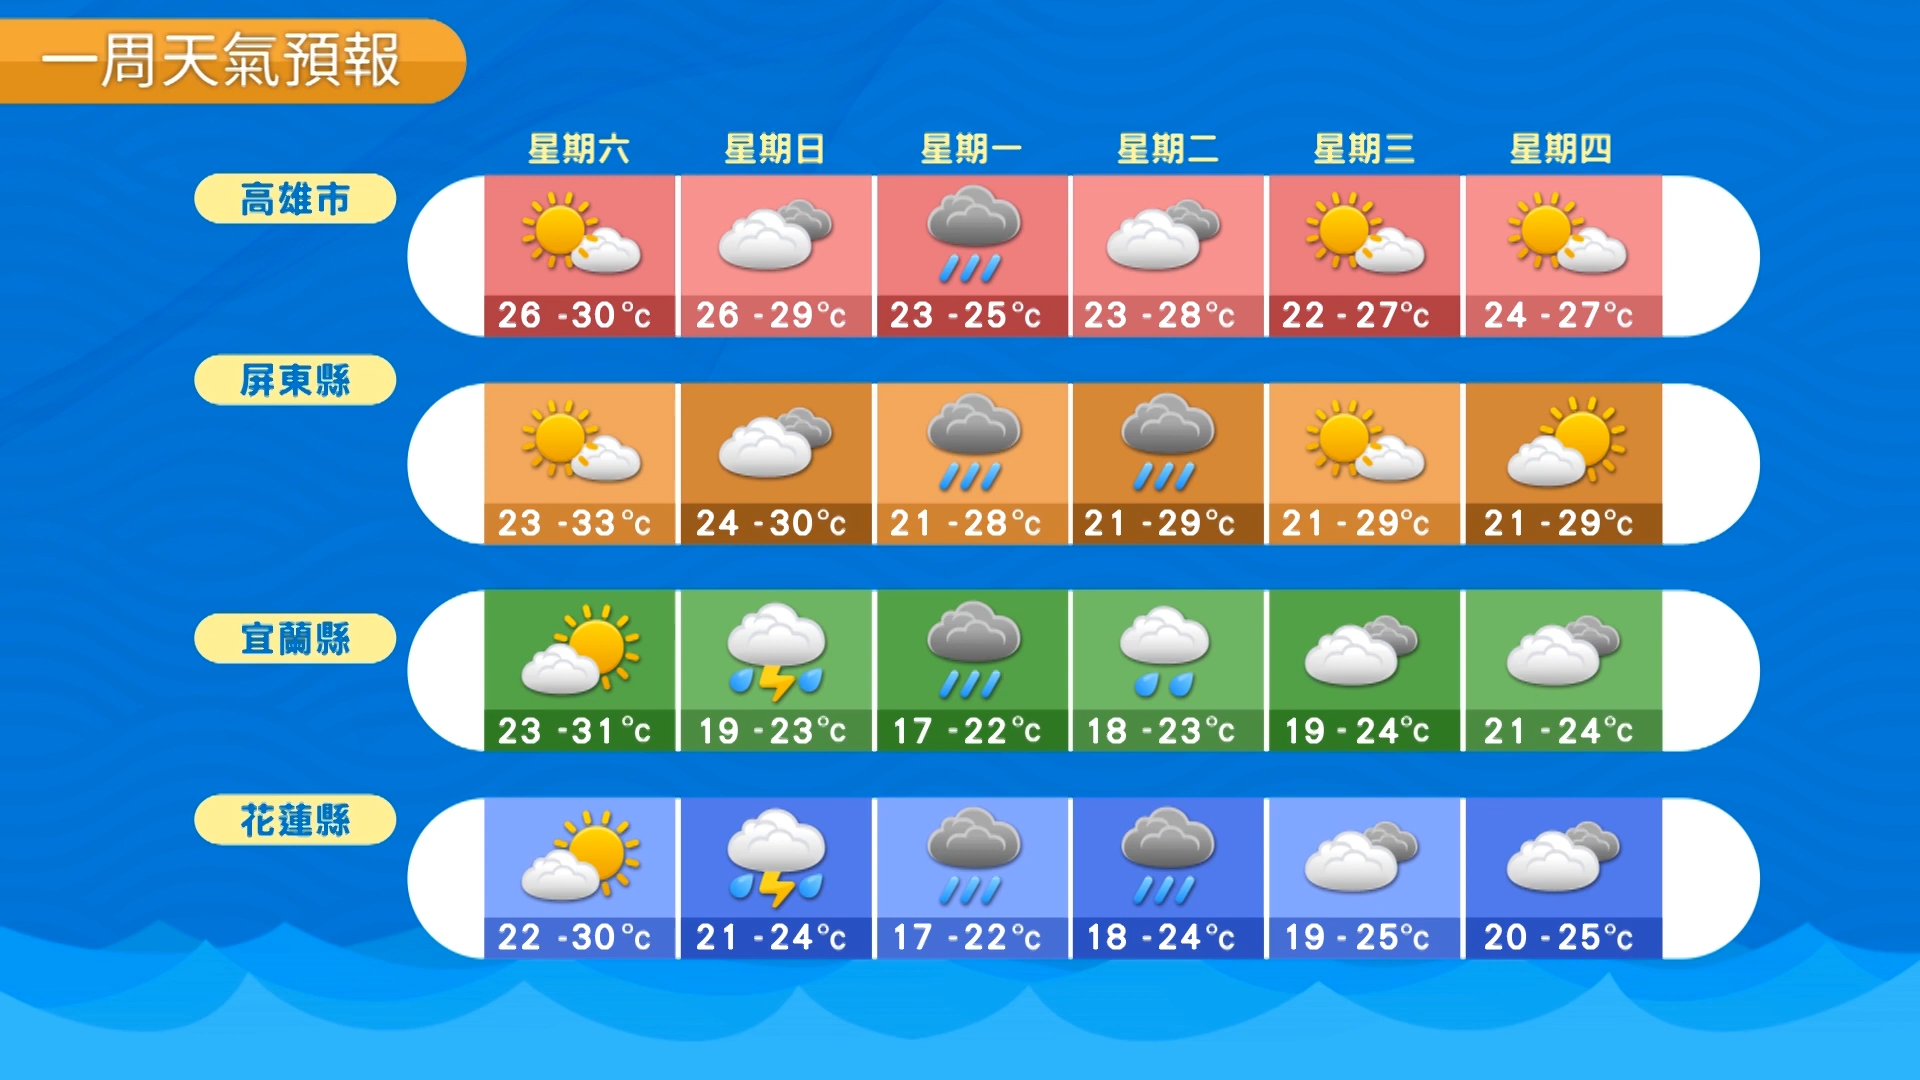 一周天氣預報
星期六 星期日 星期一 星期二 星期三 星期四
高雄市
26 -30°C 26 -29°C 23 -25°C 23 -28°C 22 - 27°C 24 - 27°C
屏東縣
23 -33°C 24 -30°C 21 -28°C 21 -29°C 21 - 29°C 21 - 29°C
宜蘭縣
23 -31°C 19 -23°C 17 -22°C 18 -23°C 19 - 24°C 21 - 24°C
花蓮縣
22 -30°C 21 -24°C 17 -22°C 18 -24°C 19 - 25°C 20 - 25°C